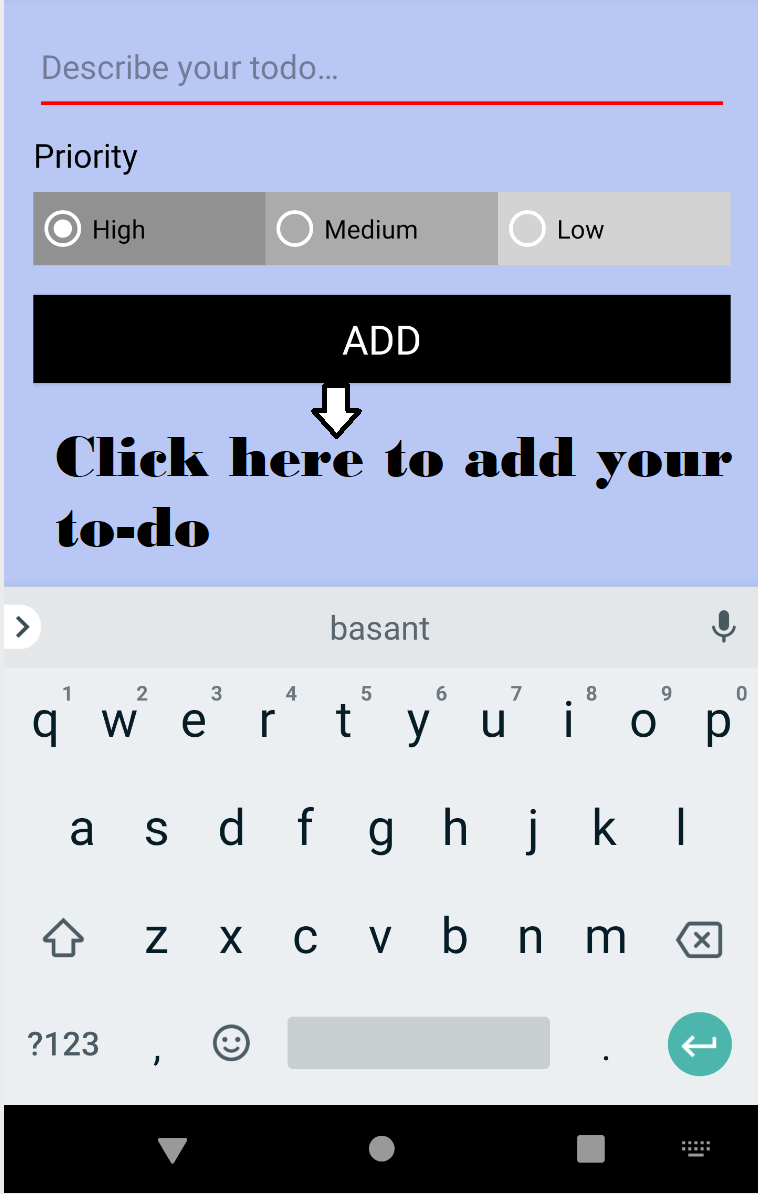 Describe your todo...
Priority
High Medium Low
ADD
Click here to add your
to-do
basant
1 2 3 4 5 6 7 8 9 0
q w e r t y u i o p
a s d f g h j k l
z x c v b n m
?123 , .